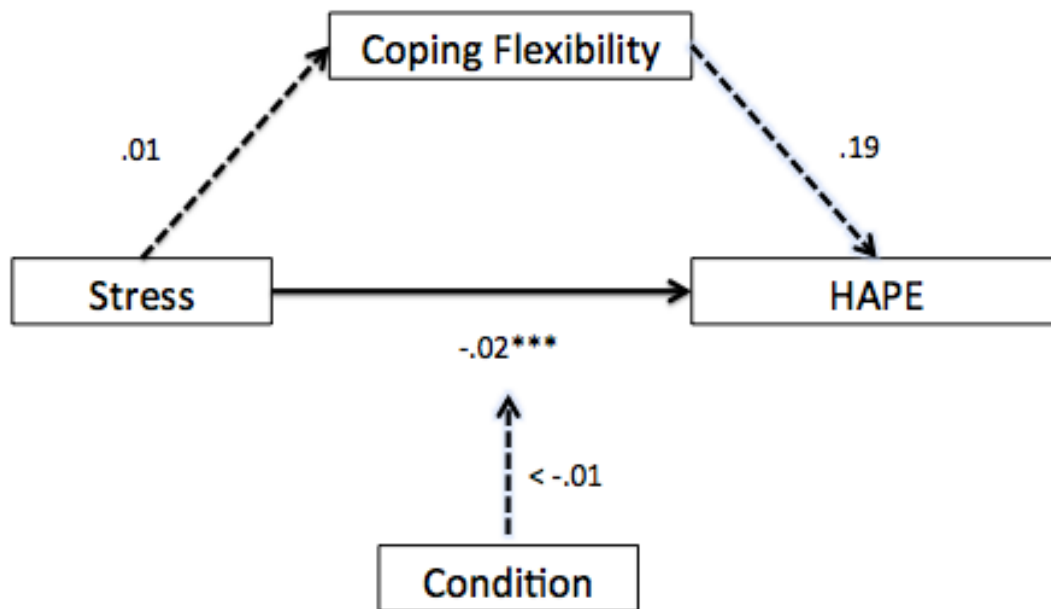 Coping Flexibility
.01
.19
Stress
HAPE
-.02***
< -.01
Condition